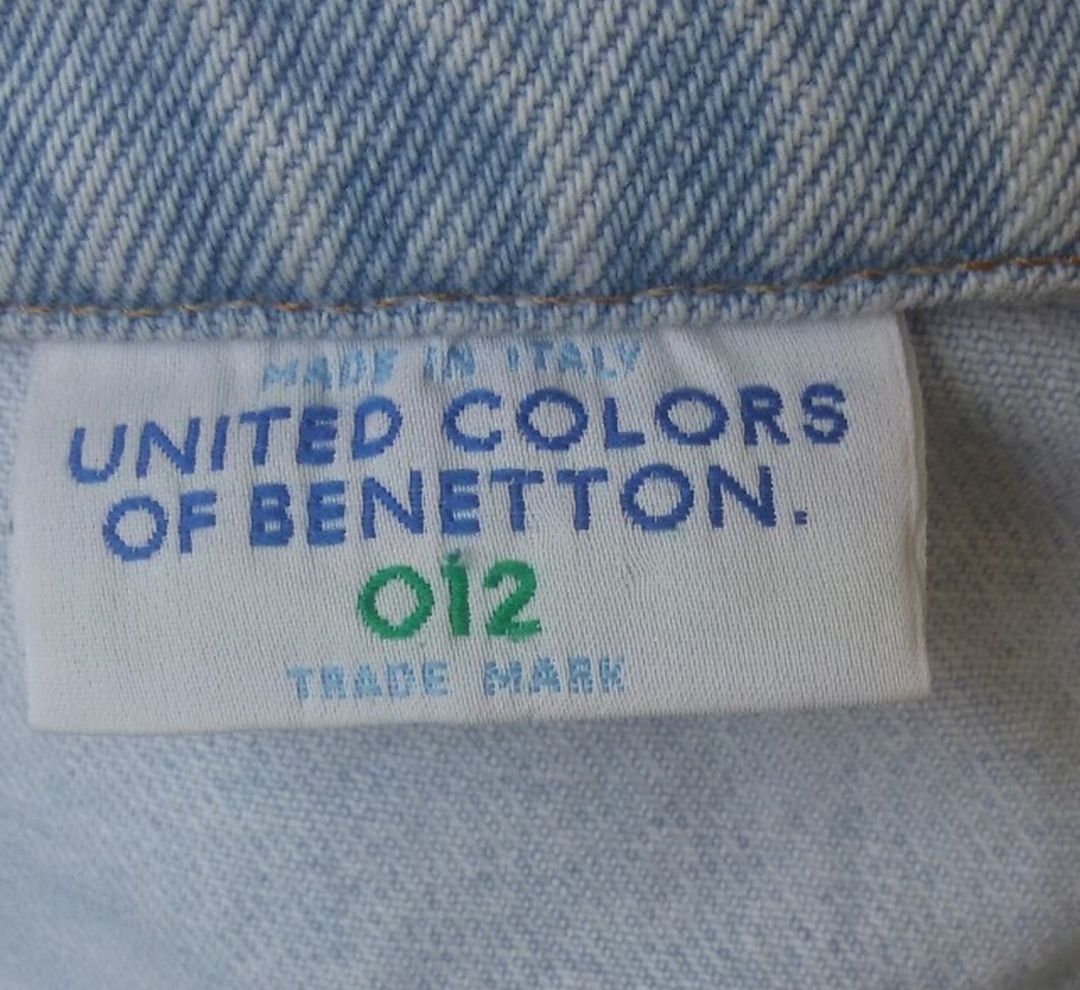 MADE IN ITALY
UNITED COLORS
OF BENETTON.
012
TRADE MARK